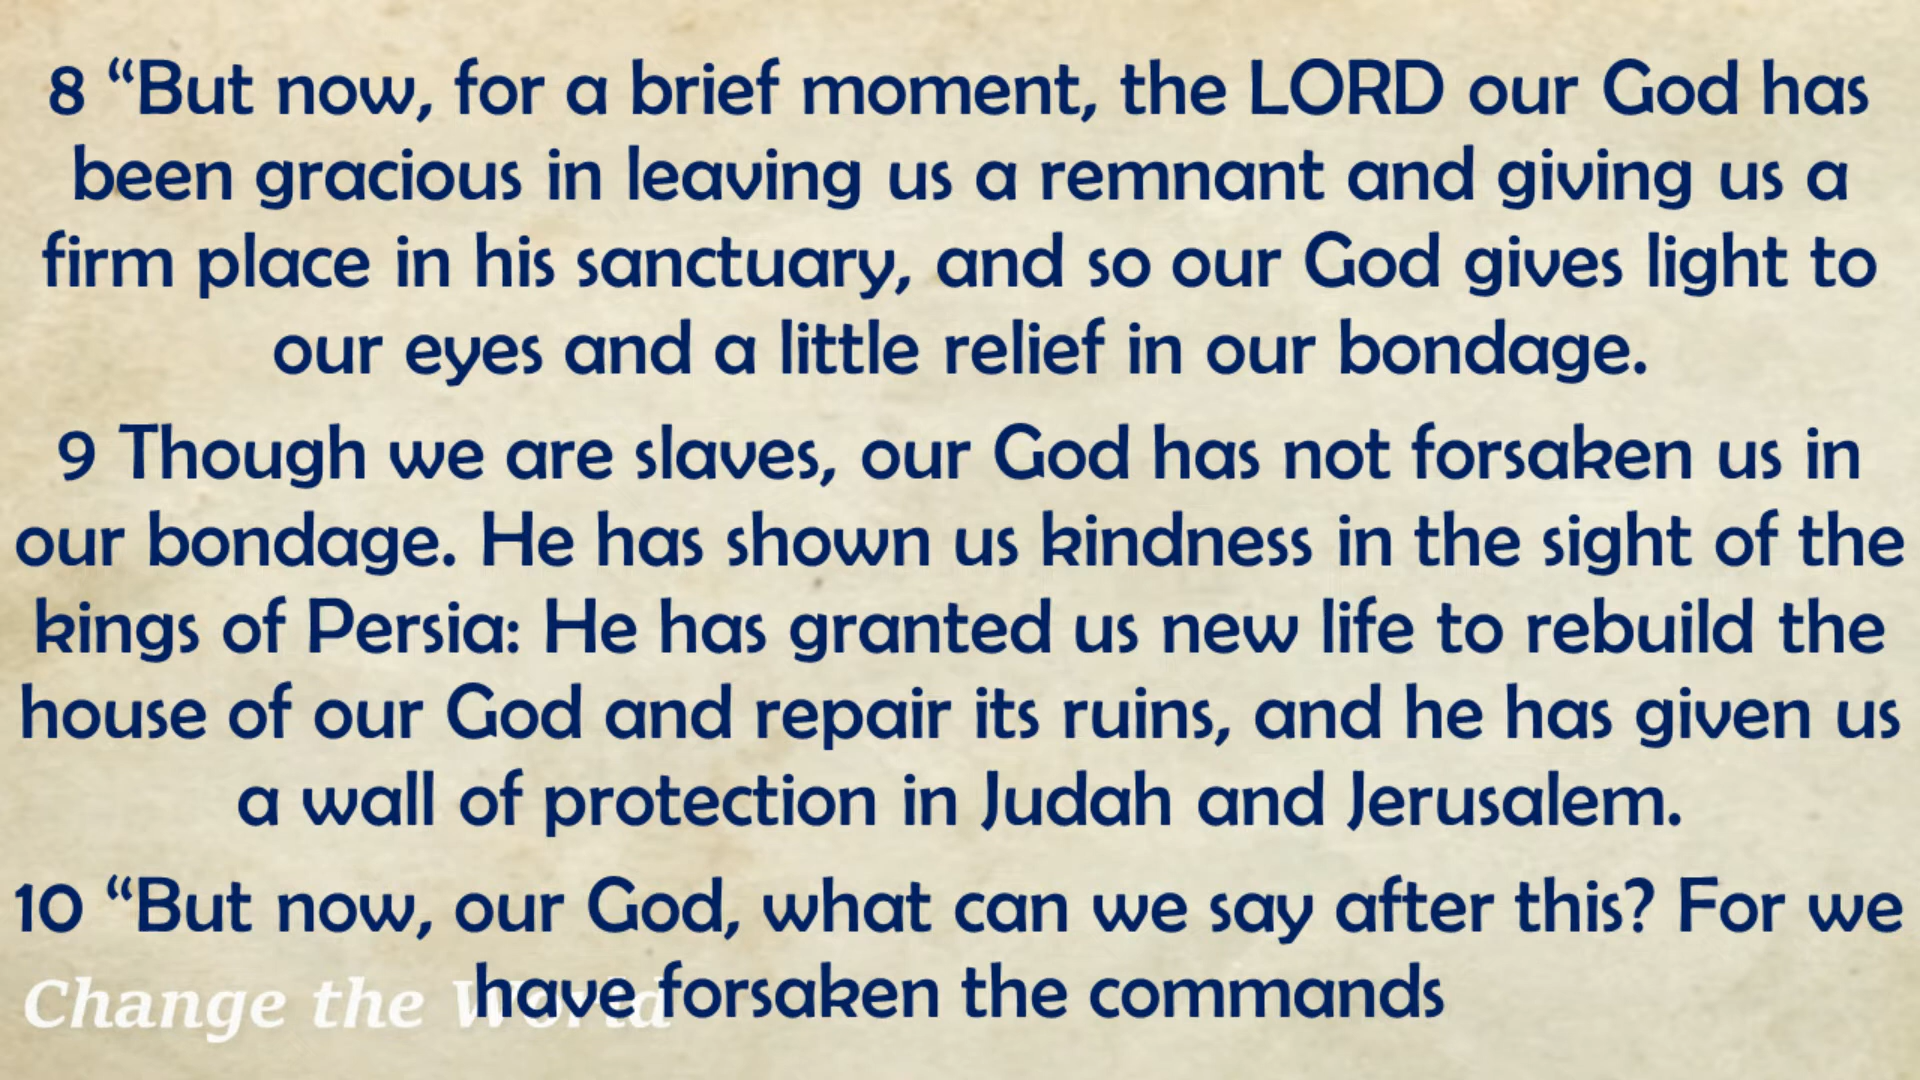 8 “But now, for a brief moment, the LORD our God has
been gracious in leaving us a remnant and giving us a
firm place in his sanctuary, and so our God gives light to
our eyes and a little relief in our bondage.
9 Though we are slaves, our God has not forsaken us in
our bondage. He has shown us kindness in the sight of the
kings of Persia: He has granted us new life to rebuild the
house of our God and repair its ruins, and he has given us
a wall of protection in Judah and Jerusalem.
10 “But now, our God, what can we say after this? For we
have forsaken the commands
Change the World